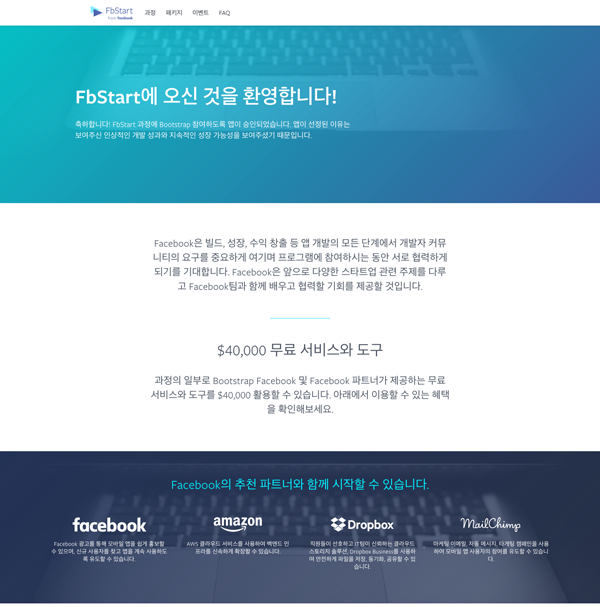 FbStart
from facebook
과정 패키지 이벤트 FAQ
FbStart에 오신 것을 환영합니다!
축하합니다! FbStart 과정에 Bootstrap 참여하도록 앱이 승인되었습니다. 앱이 선정된 이유는
보여주신 인상적인 개발 성과와 지속적인 성장 가능성을 보여주셨기 때문입니다.
Facebook은 빌드, 성장, 수익 창출 등 앱 개발의 모든 단계에서 개발자 커뮤
니티의 요구를 중요하게 여기며 프로그램에 참여하시는 동안 서로 협력하게
되기를 기대합니다. Facebook은 앞으로 다양한 스타트업 관련 주제를 다루
고 Facebook팀과 함께 배우고 협력할 기회를 제공할 것입니다.
$40,000 무료 서비스와 도구
과정의 일부로 Bootstrap Facebook 및 Facebook 파트너가 제공하는 무료
서비스와 도구를 $40,000 활용할 수 있습니다. 아래에서 이용할 수 있는 혜택
을 확인해보세요.
Facebook의 추천 파트너와 함께 시작할 수 있습니다.
facebook
amazon
Dropbox
MailChimp
Facebook 광고를 통해 모바일 앱을 쉽게 홍보할
수 있으며, 신규 사용자를 찾고 앱을 계속 사용하도
록 유도할 수 있습니다.
AWS 클라우드 서비스를 사용하여 백엔드 인
프라를 신속하게 확장할 수 있습니다.
직원들이 선호하고 IT팀이 신뢰하는 클라우드
스토리지 솔루션, Dropbox Business를 사용하
여 안전하게 파일을 저장, 동기화, 공유할 수 있
습니다.
마케팅 이메일, 자동 메시지, 타게팅 캠페인을 사용
하여 모바일 앱 사용자의 참여를 유도할 수 있습니
다.